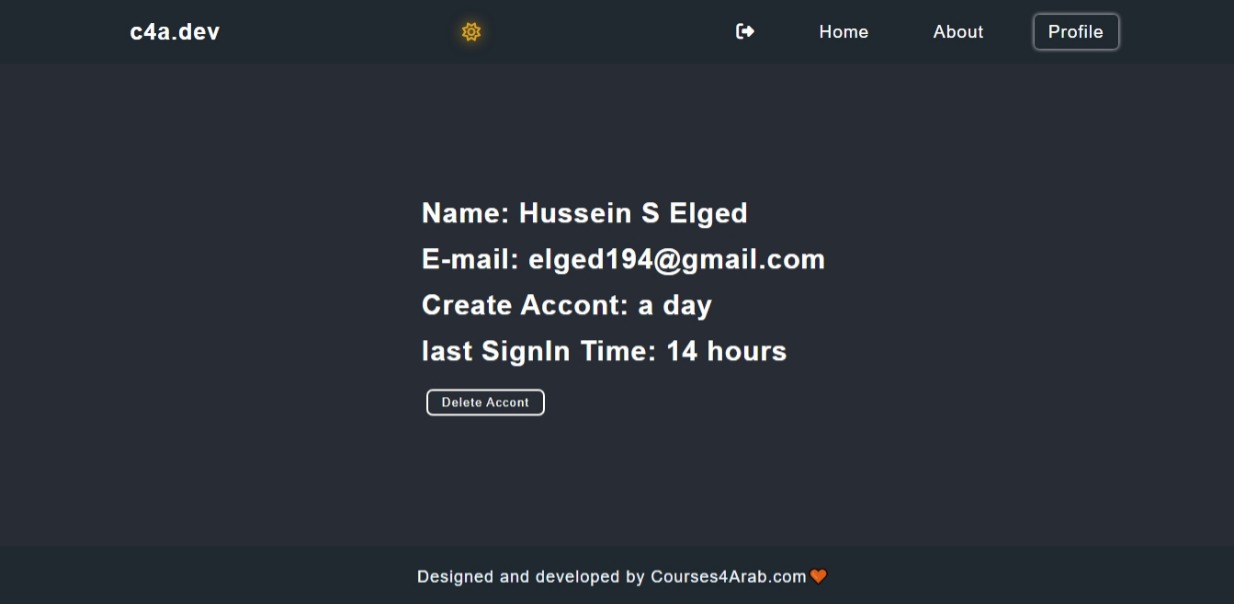 c4a.dev
Home About Profile
Name: Hussein S Elged
E-mail: elged194@gmail.com
Create Accont: a day
last SignIn Time: 14 hours
Delete Accont
Designed and developed by Courses4Arab.com